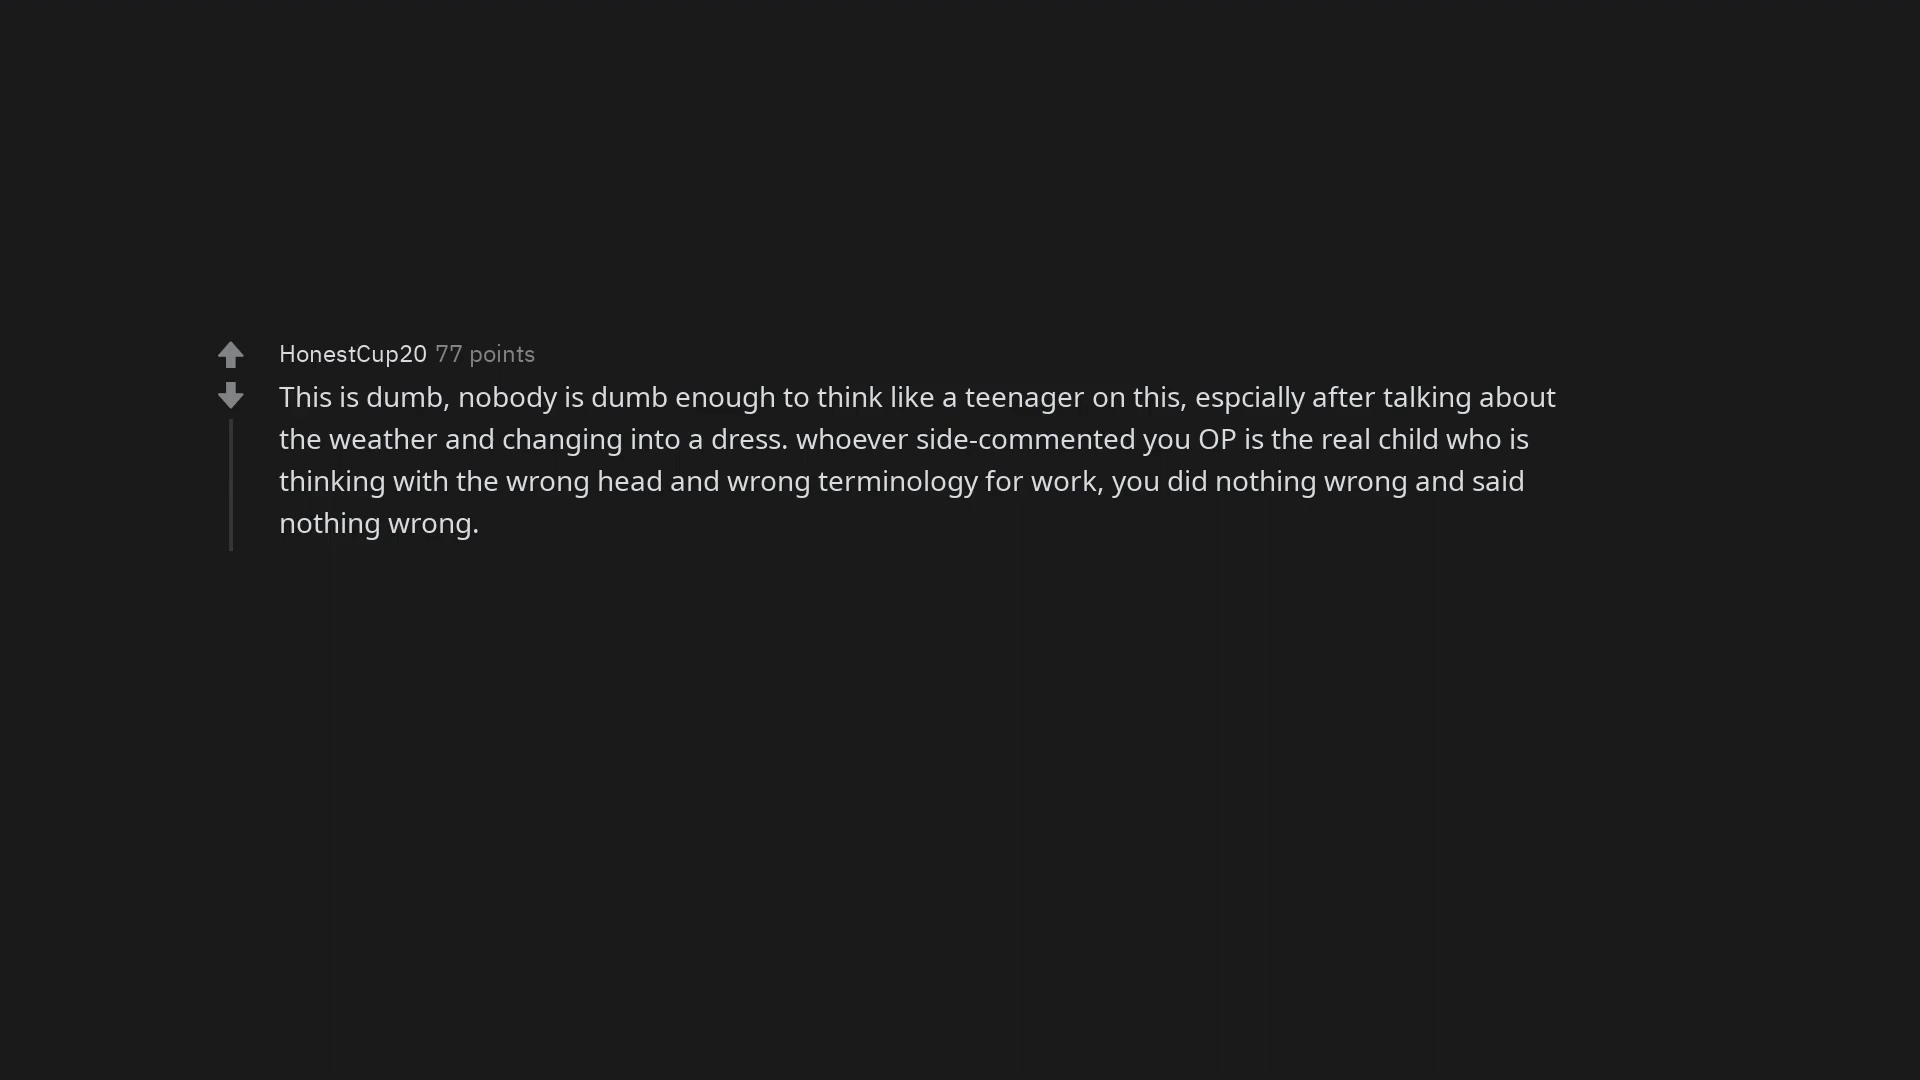 HonestCup20 77 points
This is dumb, nobody is dumb enough to think like a teenager on this, espcially after talking about
the weather and changing into a dress. whoever side-commented you OP is the real child who is
thinking with the wrong head and wrong terminology for work, you did nothing wrong and said
nothing wrong.